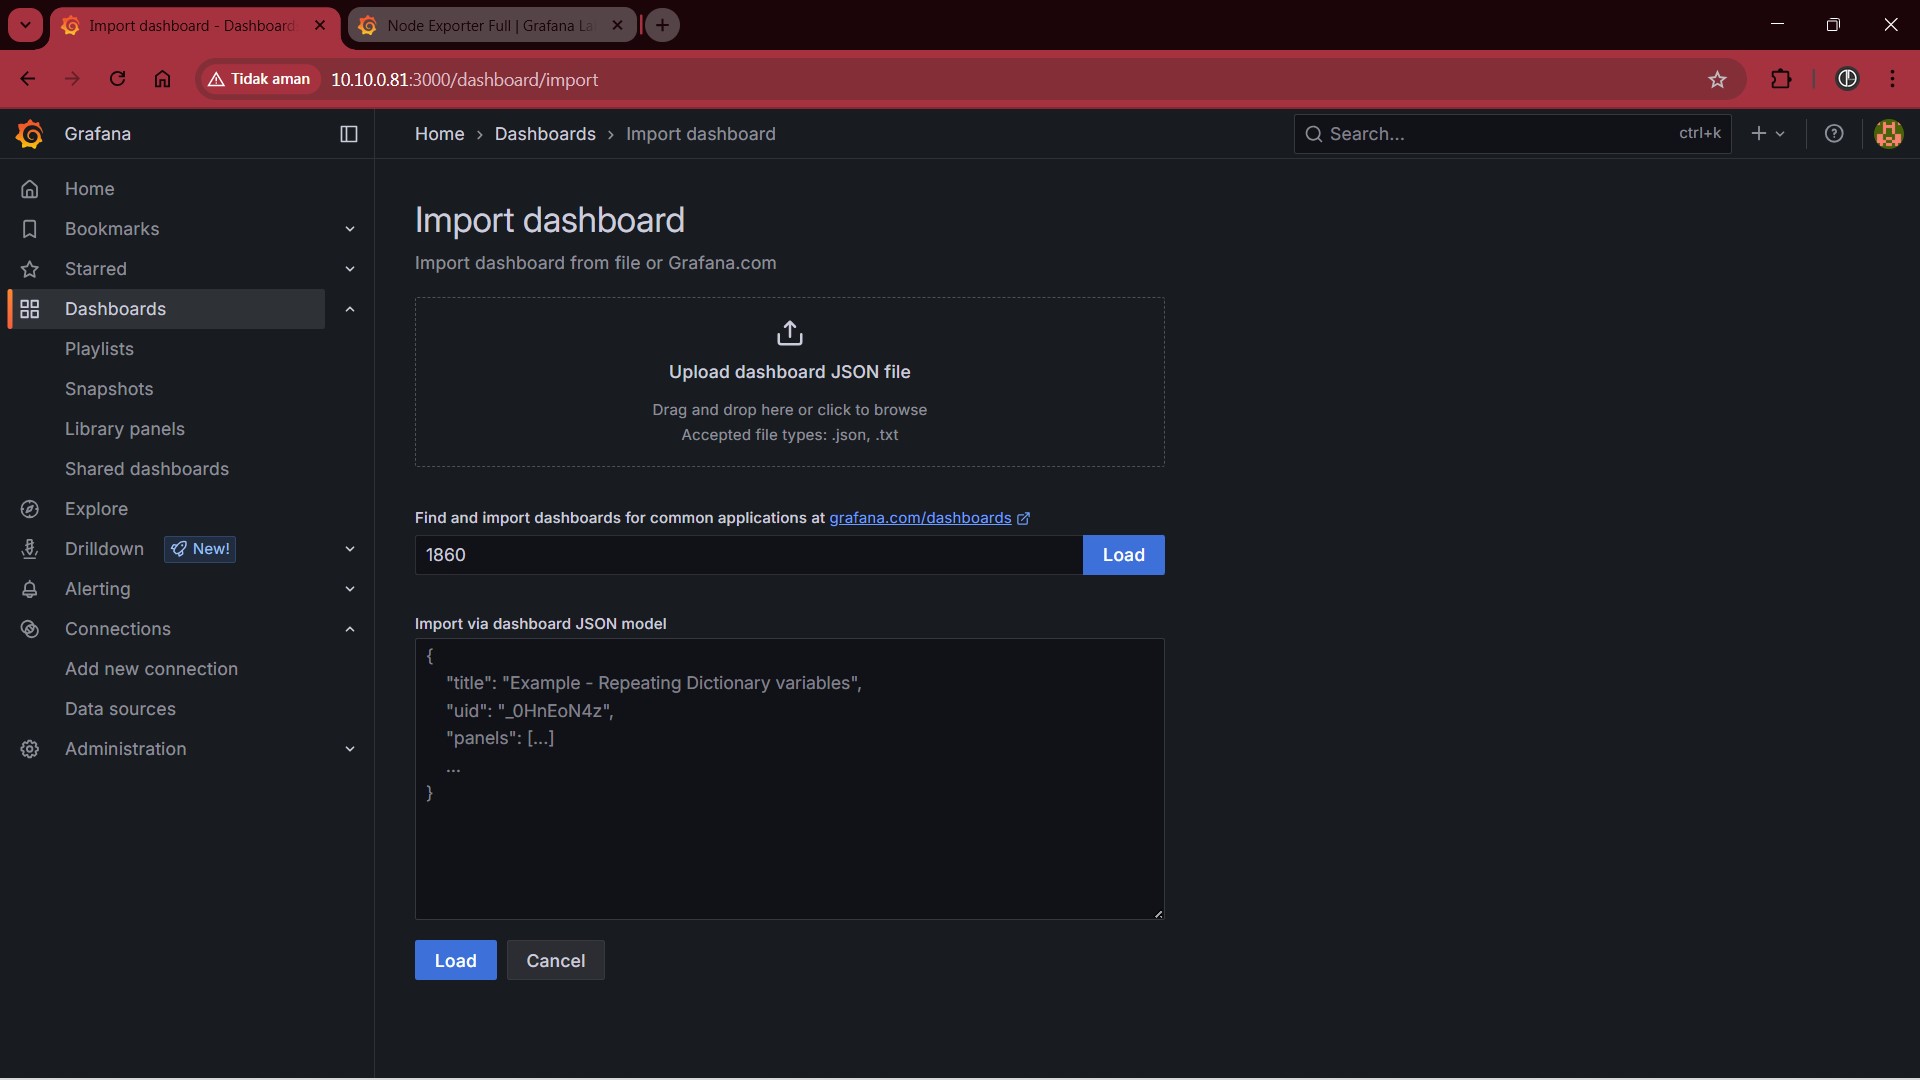 Import dashboard - Dashboard
Node Exporter Full | Grafana La
Tidak aman
10.10.0.81:3000/dashboard/import
Grafana
Home › Dashboards › Import dashboard
Search...
ctrl+k
Home
Bookmarks
Starred
Dashboards
Playlists
Snapshots
Library panels
Shared dashboards
Explore
Drilldown New!
Alerting
Connections
Add new connection
Data sources
Administration
Import dashboard
Import dashboard from file or Grafana.com
Upload dashboard JSON file
Drag and drop here or click to browse
Accepted file types: .json, .txt
Find and import dashboards for common applications at grafana.com/dashboards
1860
Load
Import via dashboard JSON model
{
"title": "Example - Repeating Dictionary variables",
"uid": "_0HnEoN4z",
"panels": [...]
...
}
Load
Cancel